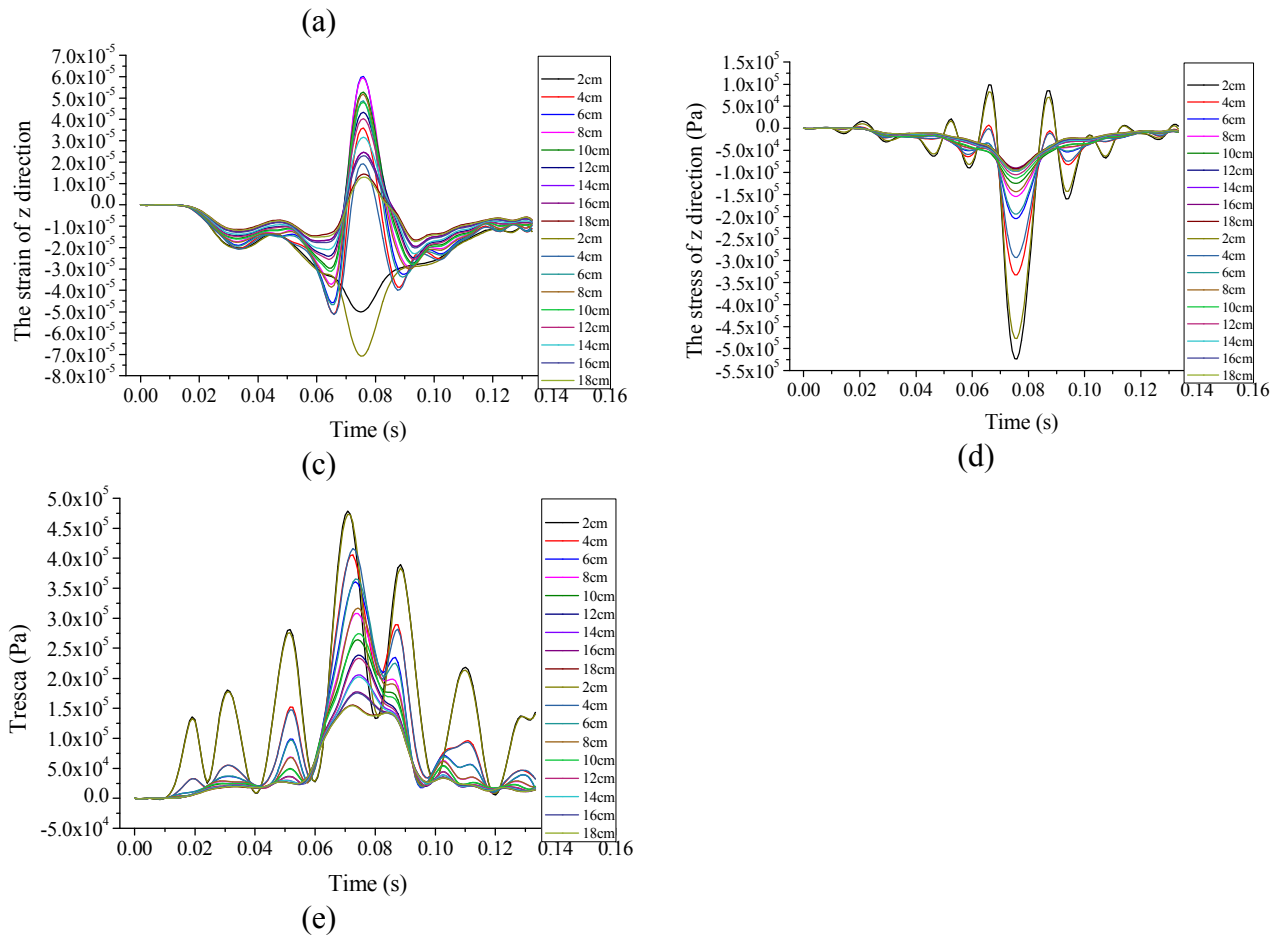 (a)
7.0x10⁻⁵
6.0x10⁻⁵
5.0x10⁻⁵
4.0x10⁻⁵
3.0x10⁻⁵
2.0x10⁻⁵
1.0x10⁻⁵
0.0
-1.0x10⁻⁵
-2.0x10⁻⁵
-3.0x10⁻⁵
-4.0x10⁻⁵
-5.0x10⁻⁵
-6.0x10⁻⁵
-7.0x10⁻⁵
-8.0x10⁻⁵
The strain of z direction
0.00 0.02 0.04 0.06 0.08 0.10 0.12 0.14 0.16
Time (s)
2cm
4cm
6cm
8cm
10cm
12cm
14cm
16cm
18cm
2cm
4cm
6cm
8cm
10cm
12cm
14cm
16cm
18cm
(c)
1.5x10⁵
1.0x10⁵
5.0x10⁴
0.0
-5.0x10⁴
-1.0x10⁵
-1.5x10⁵
-2.0x10⁵
-2.5x10⁵
-3.0x10⁵
-3.5x10⁵
-4.0x10⁵
-4.5x10⁵
-5.0x10⁵
-5.5x10⁵
The stress of z direction (Pa)
0.00 0.02 0.04 0.06 0.08 0.10 0.12 0.14 0.16
Time (s)
2cm
4cm
6cm
8cm
10cm
12cm
14cm
16cm
18cm
2cm
4cm
6cm
8cm
10cm
12cm
14cm
16cm
18cm
(d)
5.0x10⁵
4.5x10⁵
4.0x10⁵
3.5x10⁵
3.0x10⁵
2.5x10⁵
2.0x10⁵
1.5x10⁵
1.0x10⁵
5.0x10⁴
0.0
-5.0x10⁴
Tresca (Pa)
0.00 0.02 0.04 0.06 0.08 0.10 0.12 0.14 0.16
Time (s)
2cm
4cm
6cm
8cm
10cm
12cm
14cm
16cm
18cm
2cm
4cm
6cm
8cm
10cm
12cm
14cm
16cm
18cm
(e)